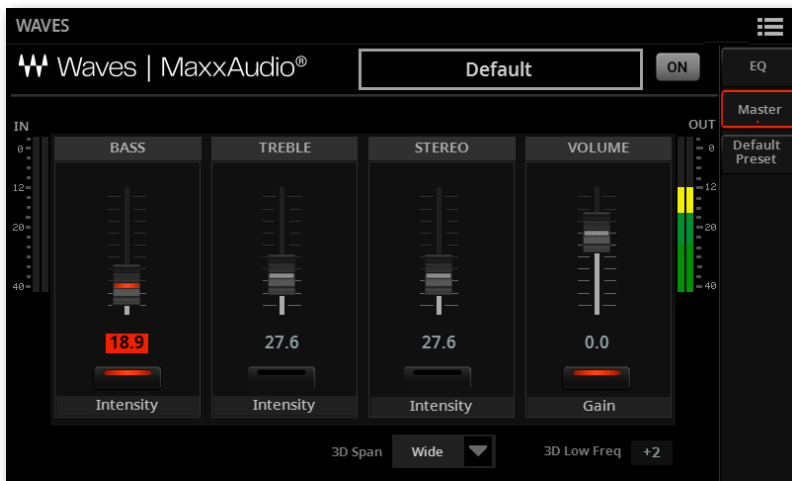 WAVES
Waves | MaxxAudio®
Default
ON
EQ
Master
Default
Preset
IN
OUT
BASS
TREBLE
STEREO
VOLUME
0
12
20
40
0
12
20
40
18.9
27.6
27.6
0.0
Intensity
Intensity
Intensity
Gain
3D Span
Wide
3D Low Freq
+2